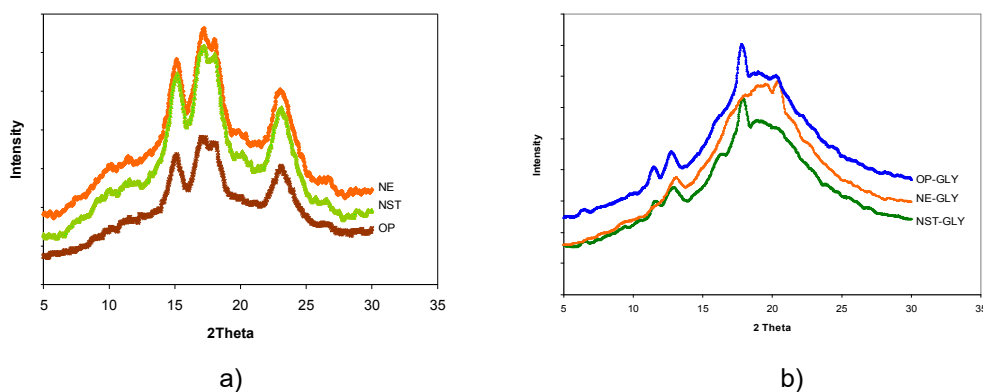 Intensity
NE
NST
OP
5 10 15 20 25 30 35
2Theta
a)
Intensity
OP-GLY
NE-GLY
NST-GLY
5 10 15 20 25 30 35
2 Theta
b)